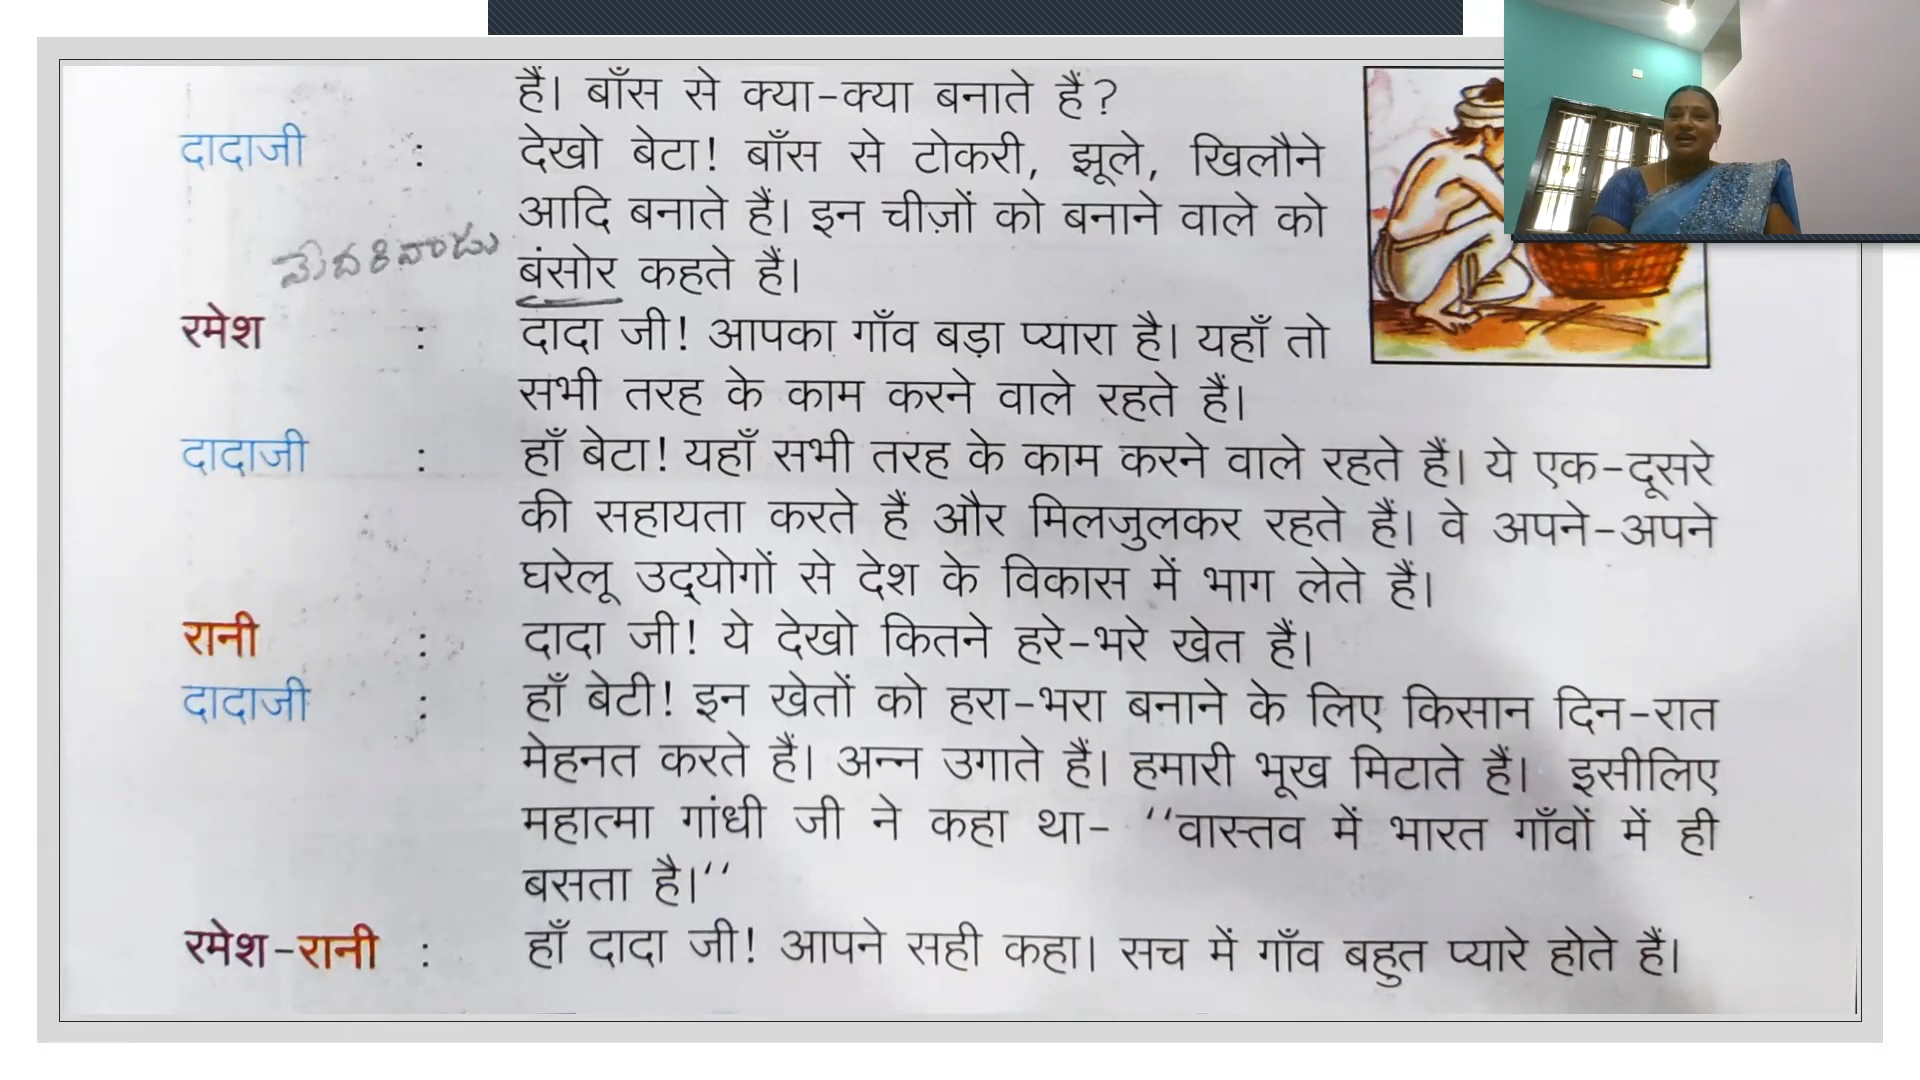 हैं। बाँस से क्या-क्या बनाते हैं?
दादाजी : देखो बेटा! बाँस से टोकरी, झूले, खिलौने
आदि बनाते हैं। इन चीज़ों को बनाने वाले को
మేదరివాడు बंसोर कहते हैं।
रमेश : दादा जी! आपका गाँव बड़ा प्यारा है। यहाँ तो
सभी तरह के काम करने वाले रहते हैं।
दादाजी : हाँ बेटा! यहाँ सभी तरह के काम करने वाले रहते हैं। ये एक-दूसरे
की सहायता करते हैं और मिलजुलकर रहते हैं। वे अपने-अपने
घरेलू उद्‌योगों से देश के विकास में भाग लेते हैं।
रानी : दादा जी! ये देखो कितने हरे-भरे खेत हैं।
दादाजी : हाँ बेटी! इन खेतों को हरा-भरा बनाने के लिए किसान दिन-रात
मेहनत करते हैं। अन्न उगाते हैं। हमारी भूख मिटाते हैं। इसीलिए
महात्मा गांधी जी ने कहा था- ‘‘वास्तव में भारत गाँवों में ही
बसता है।‘‘
रमेश-रानी : हाँ दादा जी! आपने सही कहा। सच में गाँव बहुत प्यारे होते हैं।